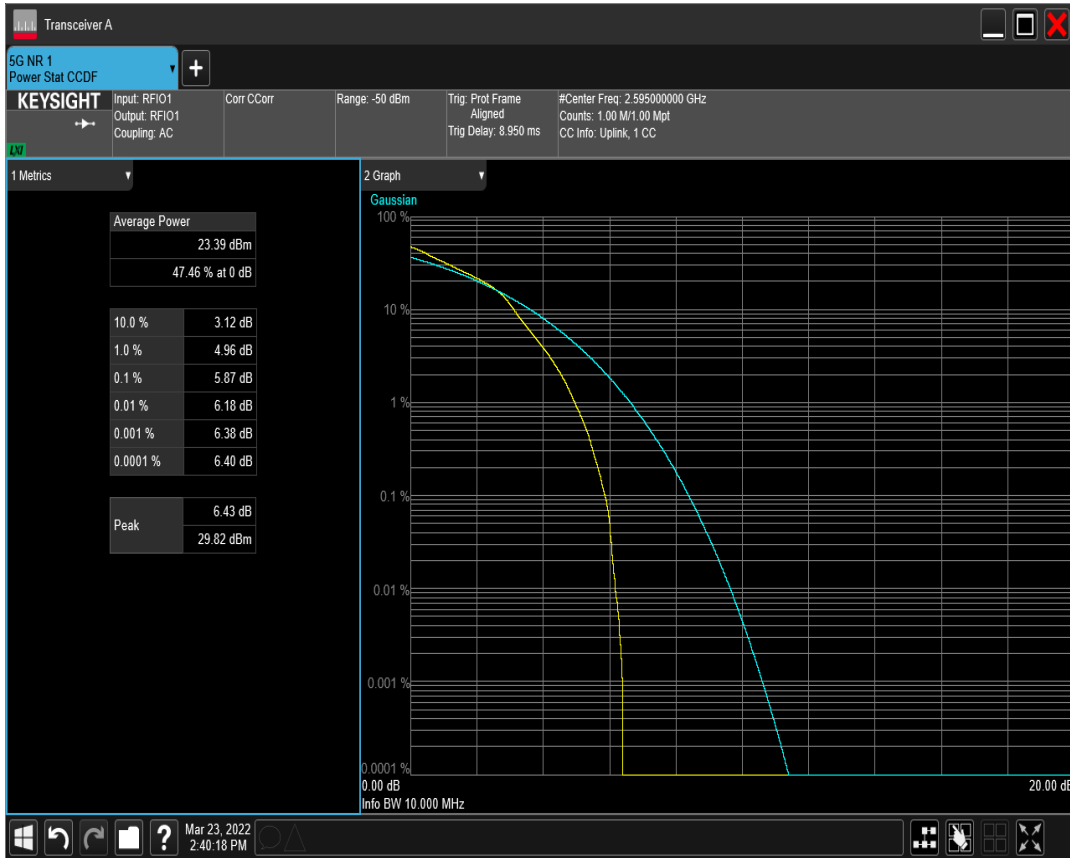 Transceiver A
5G NR 1
Power Stat CCDF
+
KEYSIGHT
LXI
Input: RFIO1
Output: RFIO1
Coupling: AC
Corr CCorr
Range: -50 dBm
Trig: Prot Frame
Aligned
Trig Delay: 8.950 ms
#Center Freq: 2.595000000 GHz
Counts: 1.00 M/1.00 Mpt
CC Info: Uplink, 1 CC
1 Metrics
Average Power
23.39 dBm
47.46 % at 0 dB
10.0 % 3.12 dB
1.0 % 4.96 dB
0.1 % 5.87 dB
0.01 % 6.18 dB
0.001 % 6.38 dB
0.0001 % 6.40 dB
Peak
6.43 dB
29.82 dBm
2 Graph
Gaussian
100 %
10 %
1 %
0.1 %
0.01 %
0.001 %
0.0001 %
0.00 dB 20.00 dB
Info BW 10.000 MHz
?
Mar 23, 2022
2:40:18 PM